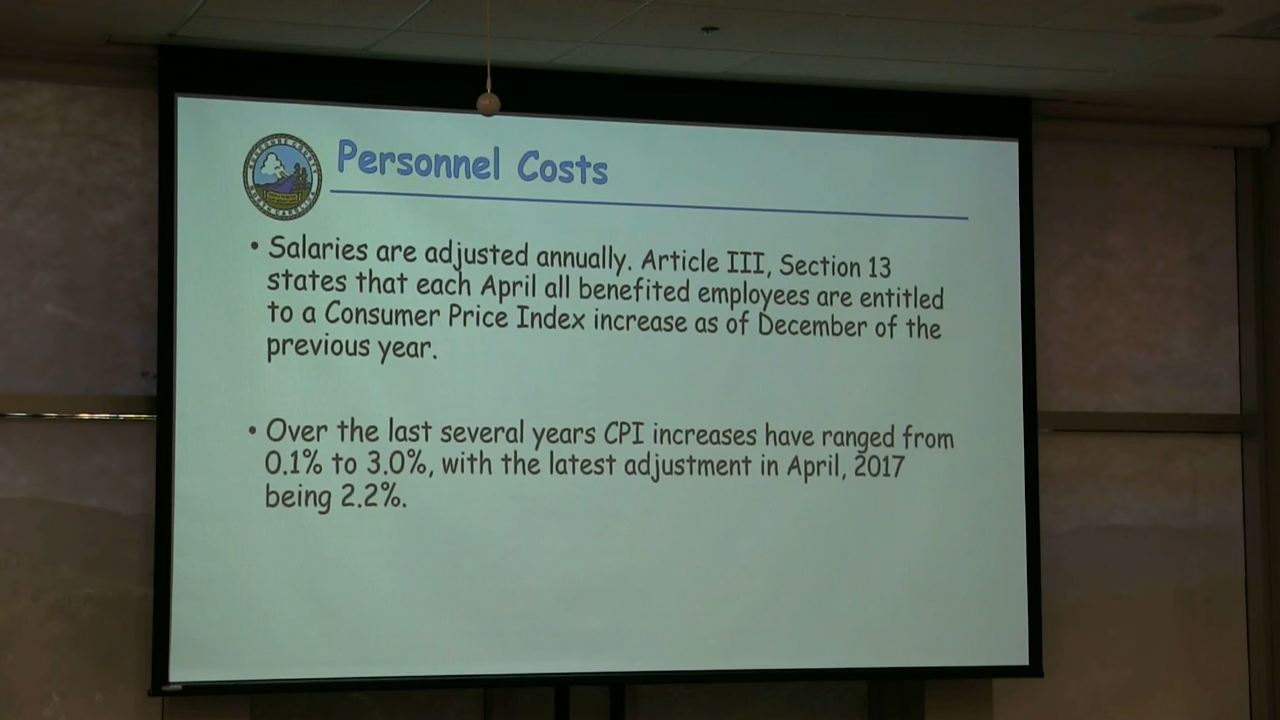 Personnel Costs
• Salaries are adjusted annually. Article III, Section 13
states that each April all benefited employees are entitled
to a Consumer Price Index increase as of December of the
previous year.
• Over the last several years CPI increases have ranged from
0.1% to 3.0%, with the latest adjustment in April, 2017
being 2.2%.
NORTH CAROLINA